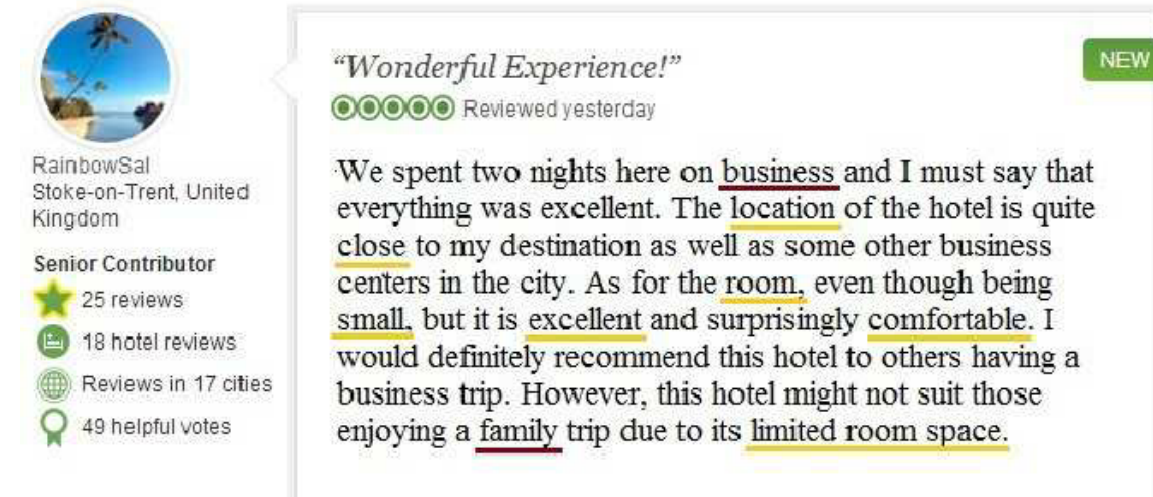 RainbowSal
Stoke-on-Trent, United
Kingdom
Senior Contributor
25 reviews
18 hotel reviews
Reviews in 17 cities
49 helpful votes
“Wonderful Experience!”
NEW
Reviewed yesterday
We spent two nights here on business and I must say that
everything was excellent. The location of the hotel is quite
close to my destination as well as some other business
centers in the city. As for the room, even though being
small, but it is excellent and surprisingly comfortable. I
would definitely recommend this hotel to others having a
business trip. However, this hotel might not suit those
enjoying a family trip due to its limited room space.